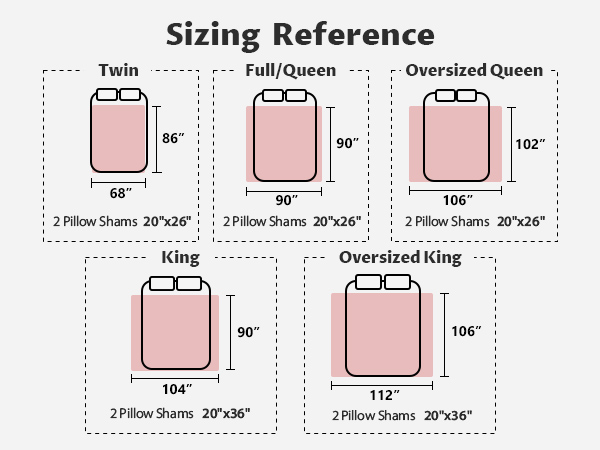 Sizing Reference
Twin
86”
68”
2 Pillow Shams 20"x26"
Full/Queen
90”
90”
2 Pillow Shams 20"x26"
Oversized Queen
102”
106”
2 Pillow Shams 20"x26"
King
90”
104”
2 Pillow Shams 20"x36"
Oversized King
106”
112”
2 Pillow Shams 20"x36"